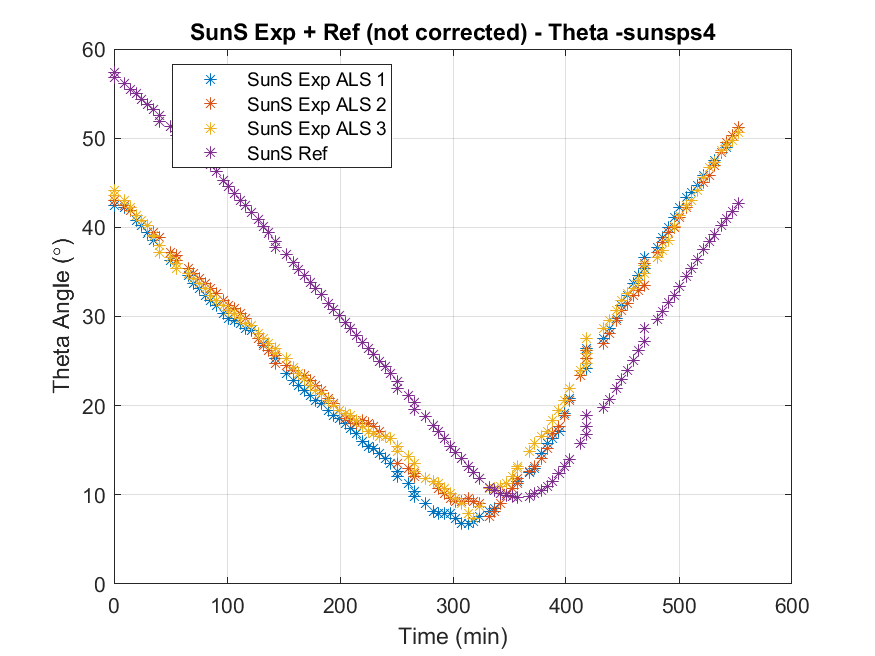 SunS Exp + Ref (not corrected) - Theta -sunsps4
60
50
40
30
20
10
0
Theta Angle (°)
SunS Exp ALS 1
SunS Exp ALS 2
SunS Exp ALS 3
SunS Ref
0 100 200 300 400 500 600
Time (min)